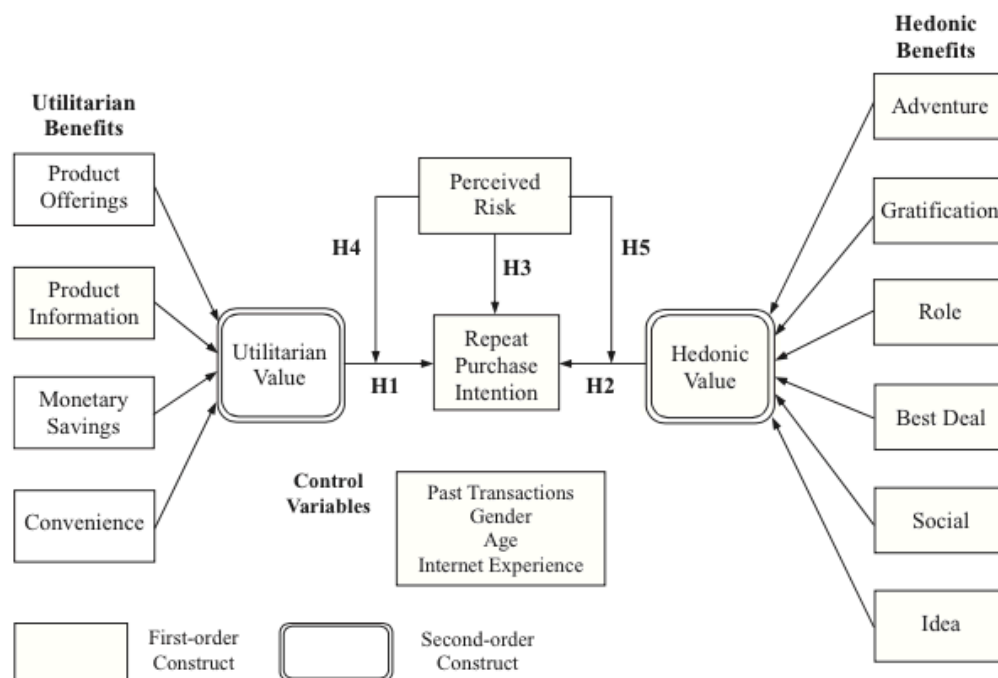 Hedonic
Benefits
Utilitarian
Benefits
Product
Offerings
Product
Information
Monetary
Savings
Convenience
Utilitarian
Value
Perceived
Risk
H4
H3
H5
Repeat
Purchase
Intention
H1
H2
Hedonic
Value
Adventure
Gratification
Role
Best Deal
Social
Idea
Control
Variables
Past Transactions
Gender
Age
Internet Experience
First-order
Construct
Second-order
Construct